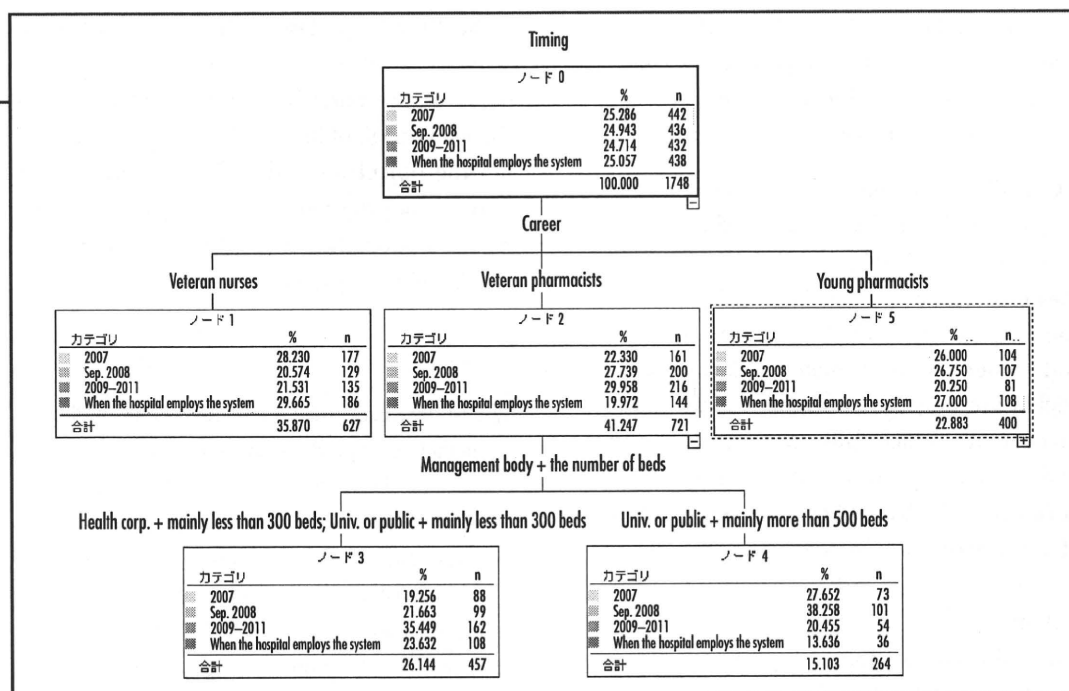 Timing
ノード 0
カテゴリ % n
2007 25.286 442
Sep. 2008 24.943 436
2009–2011 24.714 432
When the hospital employs the system 25.057 438
合計 100.000 1748
Career
Veteran nurses Veteran pharmacists Young pharmacists
ノード 1
カテゴリ % n
2007 28.230 177
Sep. 2008 20.574 129
2009–2011 21.531 135
When the hospital employs the system 29.665 186
合計 35.870 627
ノード 2
カテゴリ % n
2007 22.330 161
Sep. 2008 27.739 200
2009–2011 29.958 216
When the hospital employs the system 19.972 144
合計 41.247 721
ノード 5
カテゴリ % .. n..
2007 26.000 104
Sep. 2008 26.750 107
2009–2011 20.250 81
When the hospital employs the system 27.000 108
合計 22.883 400
Management body + the number of beds
Health corp. + mainly less than 300 beds; Univ. or public + mainly less than 300 beds Univ. or public + mainly more than 500 beds
ノード 3
カテゴリ % n
2007 19.256 88
Sep. 2008 21.663 99
2009–2011 35.449 162
When the hospital employs the system 23.632 108
合計 26.144 457
ノード 4
カテゴリ % n
2007 27.652 73
Sep. 2008 38.258 101
2009–2011 20.455 54
When the hospital employs the system 13.636 36
合計 15.103 264